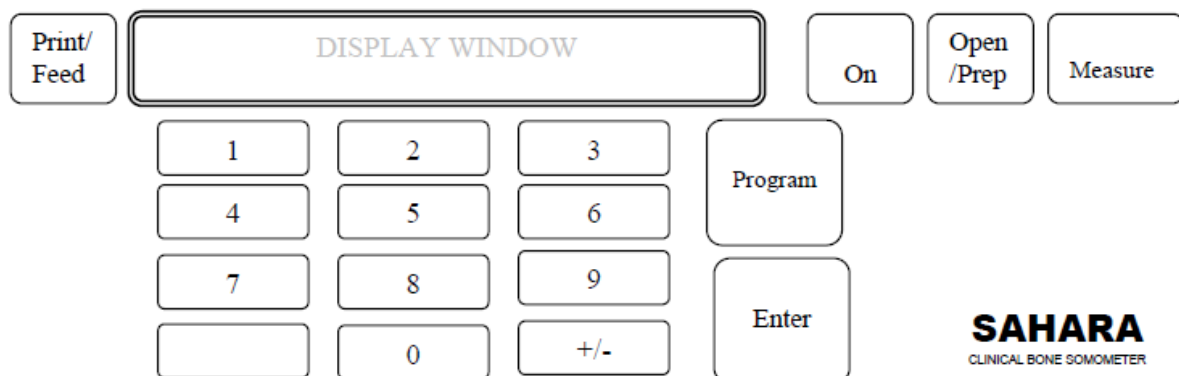 Print/
Feed
DISPLAY WINDOW
On
Open
/Prep
Measure
1 2 3
Program
4 5 6
7 8 9
Enter
0 +/-
SAHARA
CLINICAL BONE SOMOMETER